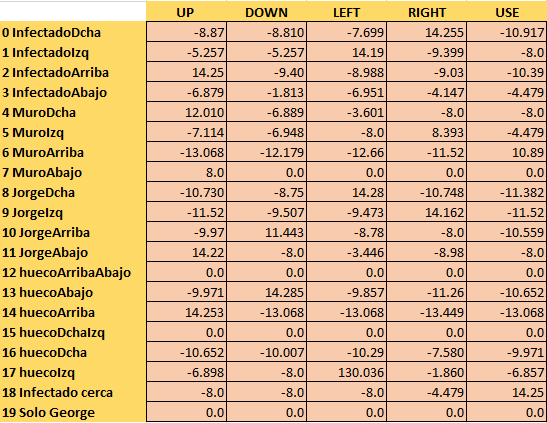 UP DOWN LEFT RIGHT USE
0 InfectadoDcha -8.87 -8.810 -7.699 14.255 -10.917
1 InfectadoIzq -5.257 -5.257 14.19 -9.399 -8.0
2 InfectadoArriba 14.25 -9.40 -8.988 -9.03 -10.39
3 InfectadoAbajo -6.879 -1.813 -6.951 -4.147 -4.479
4 MuroDcha 12.010 -6.889 -3.601 -8.0 -8.0
5 MuroIzq -7.114 -6.948 -8.0 8.393 -4.479
6 MuroArriba -13.068 -12.179 -12.66 -11.52 10.89
7 MuroAbajo 8.0 0.0 0.0 0.0 0.0
8 JorgeDcha -10.730 -8.75 14.28 -10.748 -11.382
9 JorgeIzq -11.52 -9.507 -9.473 14.162 -11.52
10 JorgeArriba -9.97 11.443 -8.78 -8.0 -10.559
11 JorgeAbajo 14.22 -8.0 -3.446 -8.98 -8.0
12 huecoArribaAbajo 0.0 0.0 0.0 0.0 0.0
13 huecoAbajo -9.971 14.285 -9.857 -11.26 -10.652
14 huecoArriba 14.253 -13.068 -13.068 -13.449 -13.068
15 huecoDchaIzq 0.0 0.0 0.0 0.0 0.0
16 huecoDcha -10.652 -10.007 -10.29 -7.580 -9.971
17 huecoIzq -6.898 -8.0 130.036 -1.860 -6.857
18 Infectado cerca -8.0 -8.0 -8.0 -4.479 14.25
19 Solo George 0.0 0.0 0.0 0.0 0.0